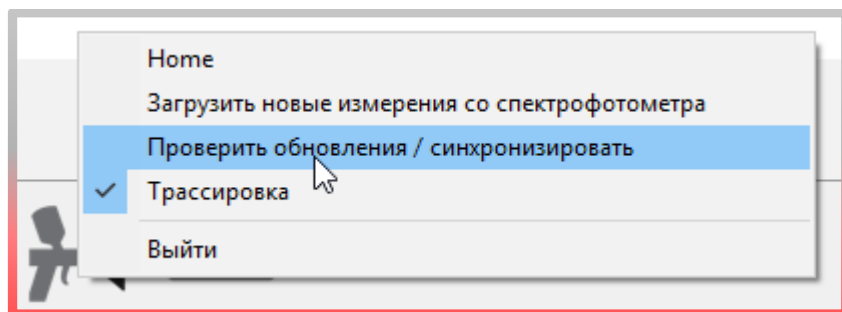 Home
Загрузить новые измерения со спектрофотометра
Проверить обновления / синхронизировать
Трассировка
Выйти